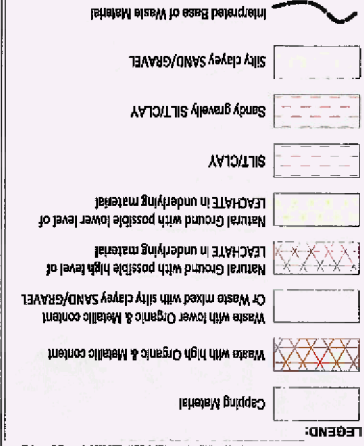 LEGEND:
Capping Material
Waste with high Organic & Metallic content
Waste with lower Organic & Metallic content
Or Waste mixed with silty clayey SAND/GRAVEL
Natural Ground with possible high level of
LEACHATE in underlying material
Natural Ground with possible lower level of
LEACHATE in underlying material
SILT/CLAY
Sandy gravelly SILT/CLAY
Silty clayey SAND/GRAVEL
Interpreted Base of Waste Material